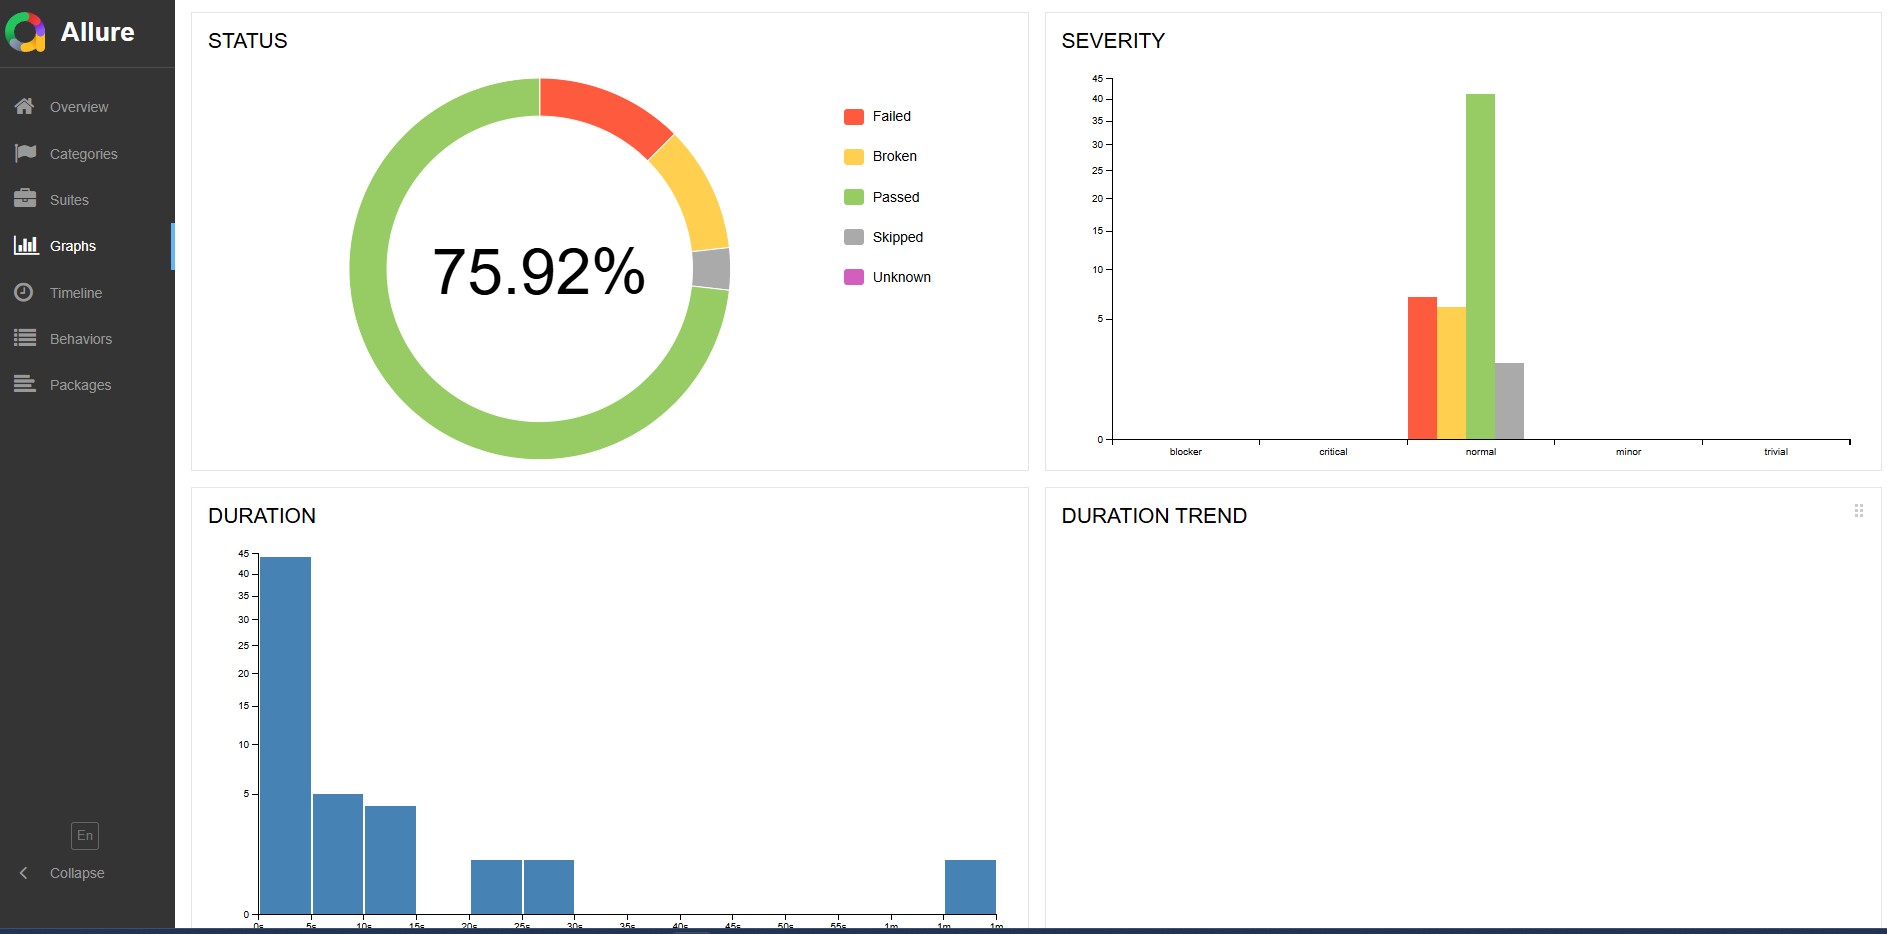 Allure
Overview
Categories
Suites
Graphs
Timeline
Behaviors
Packages
En
Collapse
STATUS
75.92%
Failed
Broken
Passed
Skipped
Unknown
SEVERITY
45
40
35
30
25
20
15
10
5
0
blocker critical normal minor trivial
DURATION
45
40
35
30
25
20
15
10
5
0
0s 5s 10s 15s 20s 25s 30s 35s 40s 45s 50s 55s 1m 1m 1m
DURATION TREND